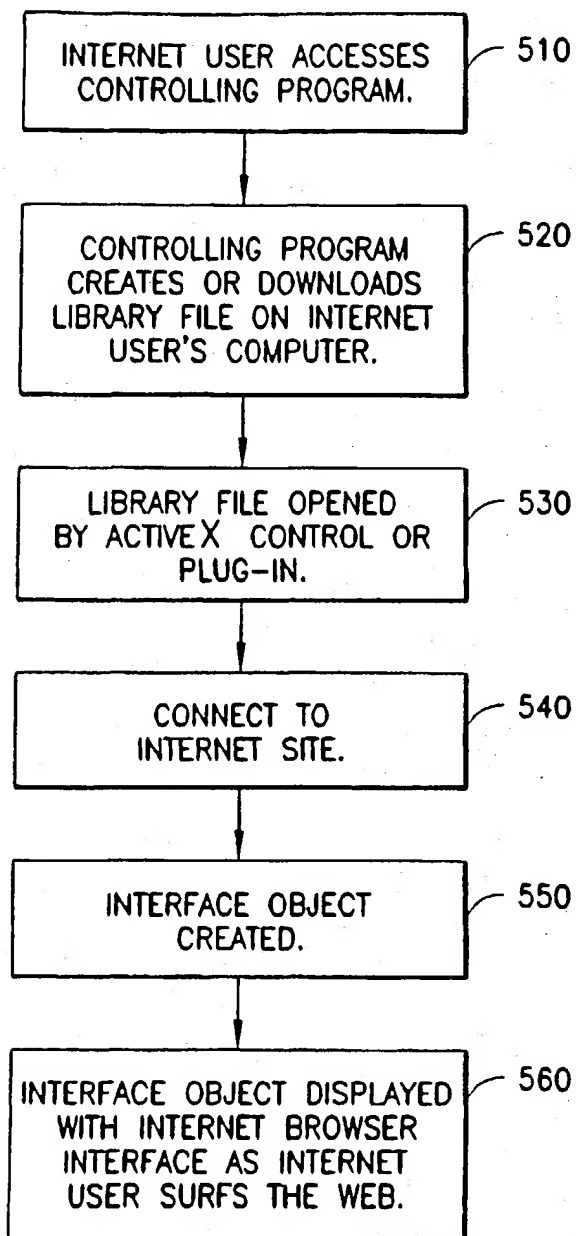 INTERNET USER ACCESSES
CONTROLLING PROGRAM.
510
CONTROLLING PROGRAM
CREATES OR DOWNLOADS
LIBRARY FILE ON INTERNET
USER'S COMPUTER.
520
LIBRARY FILE OPENED
BY ACTIVE X CONTROL OR
PLUG-IN.
530
CONNECT TO
INTERNET SITE.
540
INTERFACE OBJECT
CREATED.
550
INTERFACE OBJECT DISPLAYED
WITH INTERNET BROWSER
INTERFACE AS INTERNET
USER SURFS THE WEB.
560